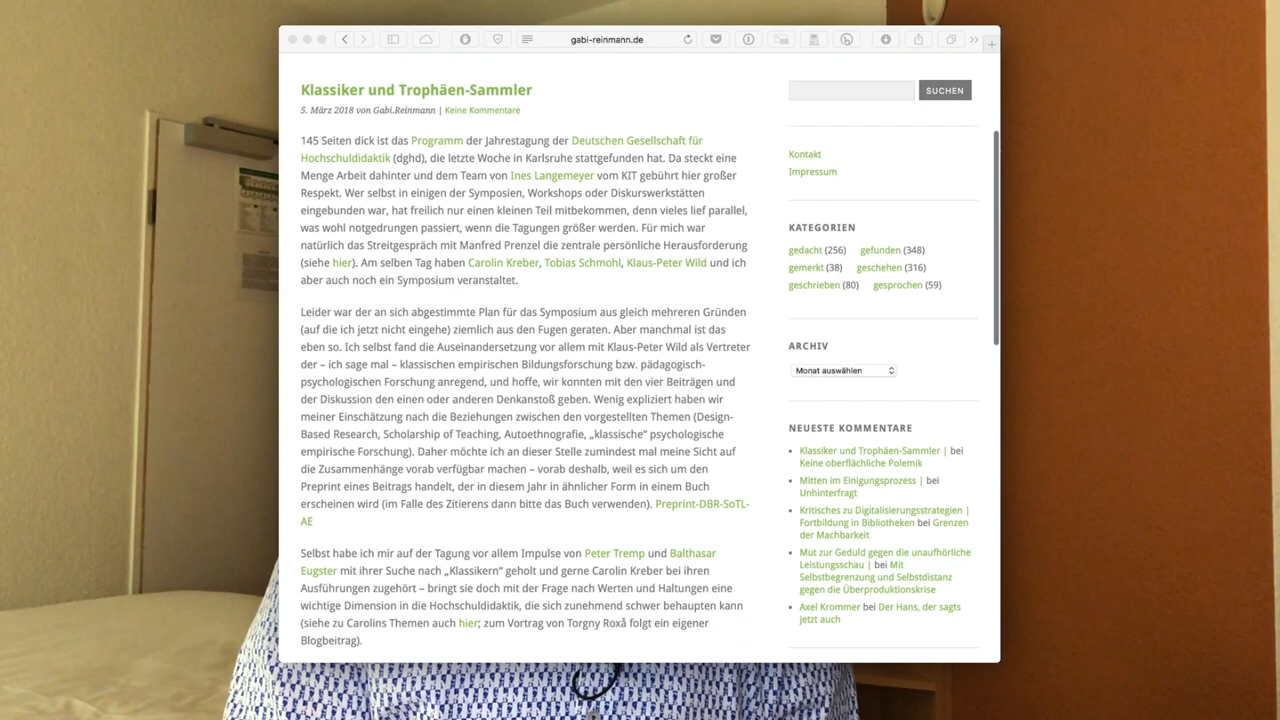 gabi-reinmann.de
Klassiker und Trophäen-Sammler
5. März 2018 von Gabi.Reinmann | Keine Kommentare
145 Seiten dick ist das Programm der Jahrestagung der Deutschen Gesellschaft für
Hochschuldidaktik (dghd), die letzte Woche in Karlsruhe stattgefunden hat. Da steckt eine
Menge Arbeit dahinter und dem Team von Ines Langemeyer vom KIT gebührt hier großer
Respekt. Wer selbst in einigen der Symposien, Workshops oder Diskurswerkstätten
eingebunden war, hat freilich nur einen kleinen Teil mitbekommen, denn vieles lief parallel,
was wohl notgedrungen passiert, wenn die Tagungen größer werden. Für mich war
natürlich das Streitgespräch mit Manfred Prenzel die zentrale persönliche Herausforderung
(siehe hier). Am selben Tag haben Carolin Kreber, Tobias Schmohl, Klaus-Peter Wild und ich
aber auch noch ein Symposium veranstaltet.
Leider war der an sich abgestimmte Plan für das Symposium aus gleich mehreren Gründen
(auf die ich jetzt nicht eingehe) ziemlich aus den Fugen geraten. Aber manchmal ist das
eben so. Ich selbst fand die Auseinandersetzung vor allem mit Klaus-Peter Wild als Vertreter
der – ich sage mal – klassischen empirischen Bildungsforschung bzw. pädagogisch-
psychologischen Forschung anregend, und hoffe, wir konnten mit den vier Beiträgen und
der Diskussion den einen oder anderen Denkanstoß geben. Wenig expliziert haben wir
meiner Einschätzung nach die Beziehungen zwischen den vorgestellten Themen (Design-
Based Research, Scholarship of Teaching, Autoethnografie, „klassische“ psychologische
empirische Forschung). Daher möchte ich an dieser Stelle zumindest mal meine Sicht auf
die Zusammenhänge vorab verfügbar machen – vorab deshalb, weil es sich um den
Preprint eines Beitrags handelt, der in diesem Jahr in ähnlicher Form in einem Buch
erscheinen wird (im Falle des Zitierens dann bitte das Buch verwenden). Preprint-DBR-SoTL-
AE
Selbst habe ich mir auf der Tagung vor allem Impulse von Peter Tremp und Balthasar
Eugster mit ihrer Suche nach „Klassikern“ geholt und gerne Carolin Kreber bei ihren
Ausführungen zugehört – bringt sie doch mit der Frage nach Werten und Haltungen eine
wichtige Dimension in die Hochschuldidaktik, die sich zunehmend schwer behaupten kann
(siehe zu Carolins Themen auch hier; zum Vortrag von Torgny Roxå folgt ein eigener
Blogbeitrag).
SUCHEN
Kontakt
Impressum
KATEGORIEN
gedacht (256) gefunden (348)
gemerkt (38) geschehen (316)
geschrieben (80) gesprochen (59)
ARCHIV
Monat auswählen
NEUESTE KOMMENTARE
Klassiker und Trophäen-Sammler | bei
Keine oberflächliche Polemik
Mitten im Einigungsprozess | bei
Unhinterfragt
Kritisches zu Digitalisierungsstrategien |
Fortbildung in Bibliotheken bei Grenzen
der Machbarkeit
Mut zur Geduld gegen die unaufhörliche
Leistungsschau | bei Mit
Selbstbegrenzung und Selbstdistanz
gegen die Überproduktionskrise
Axel Krommer bei Der Hans, der sagts
jetzt auch